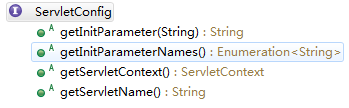 ServletConfig
getInitParameter(String) : String
getInitParameterNames() : Enumeration<String>
getServletContext() : ServletContext
getServletName() : String